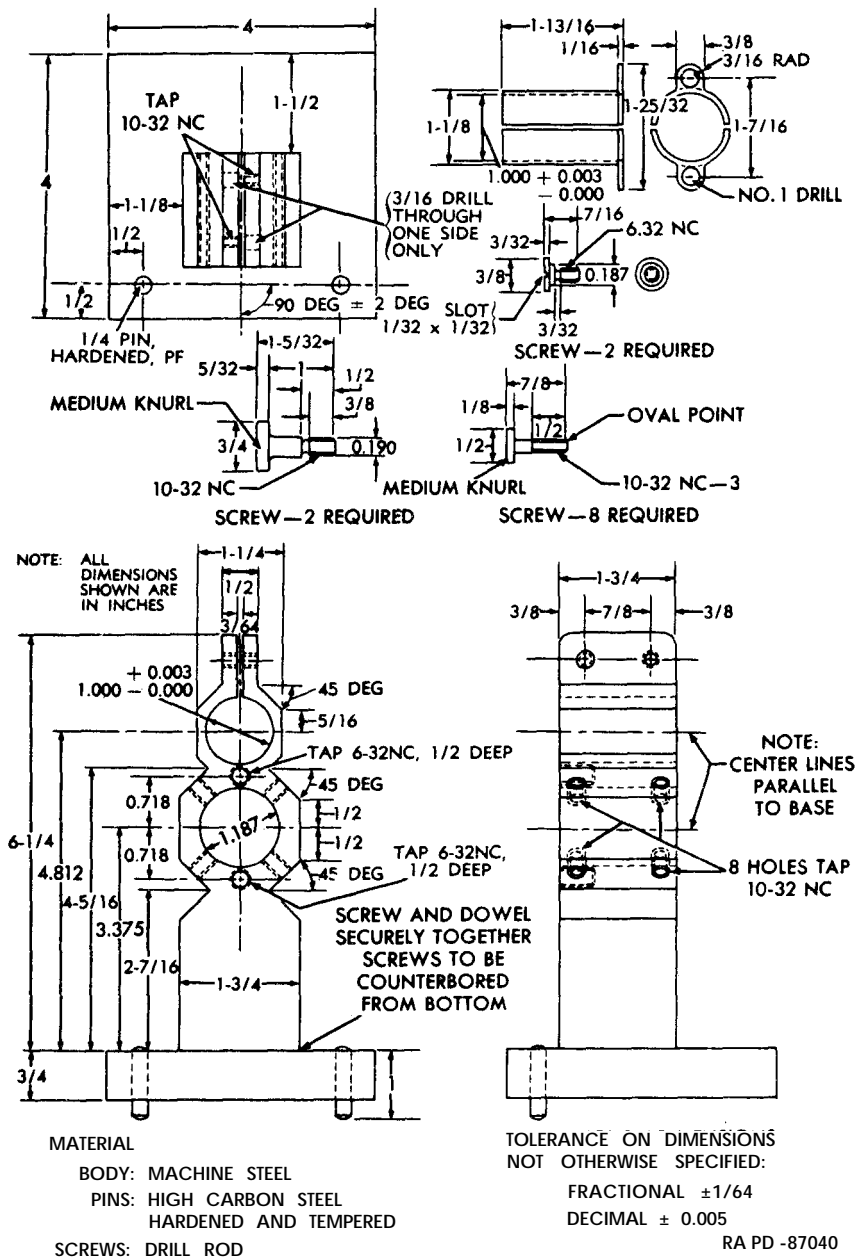 4
1-13/16
1/16
3/8
3/16 RAD
TAP
10-32 NC
1-1/2
4
1-1/8
1-25/32
1-7/16
1.000 + 0.003
- 0.000
NO. 1 DRILL
1-1/8
3/16 DRILL
THROUGH
ONE SIDE
ONLY
7/16
6.32 NC
3/32
3/8
0.187
1/2
1/2
90 DEG ± 2 DEG
SLOT
1/32 x 1/32
3/32
1/4 PIN,
HARDENED, PF
SCREW—2 REQUIRED
1-5/32
5/32
1
1/2
3/8
MEDIUM KNURL
3/4
0.190
10-32 NC
SCREW—2 REQUIRED
7/8
1/8
1/2
OVAL POINT
1/2
MEDIUM KNURL
10-32 NC—3
SCREW—8 REQUIRED
NOTE: ALL
DIMENSIONS
SHOWN ARE
IN INCHES
1-1/4
1/2
3/64
+ 0.003
1.000 - 0.000
45 DEG
5/16
TAP 6-32NC, 1/2 DEEP
45 DEG
0.718
1/2
1.187
1/2
0.718
TAP 6-32NC,
1/2 DEEP
45 DEG
6-1/4
4.812
4-5/16
3.375
2-7/16
1-3/4
SCREW AND DOWEL
SECURELY TOGETHER
SCREWS TO BE
COUNTERBORED
FROM BOTTOM
3/4
1-3/4
3/8
7/8
3/8
NOTE:
CENTER LINES
PARALLEL
TO BASE
8 HOLES TAP
10-32 NC
MATERIAL
BODY: MACHINE STEEL
PINS: HIGH CARBON STEEL
HARDENED AND TEMPERED
SCREWS: DRILL ROD
TOLERANCE ON DIMENSIONS
NOT OTHERWISE SPECIFIED:
FRACTIONAL ±1/64
DECIMAL ± 0.005
RA PD -87040